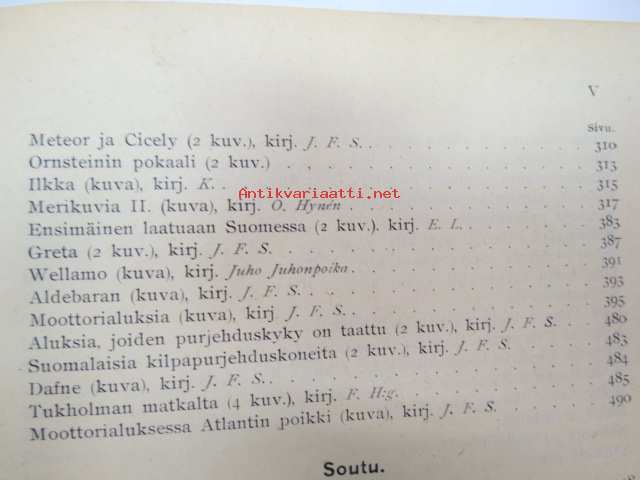 V
Sivu.
Meteor ja Cicely (2 kuv.), kirj. J. F. S. . . . . . . . . 310
Ornsteinin pokaali (2 kuv.) . . . . . . . . . . . 313
Ilkka (kuva), kirj. K. . . . . . . . . . . . . 315
Antikvariaatti.net
Merikuvia II. (kuva), kirj. O. Hynén . . . . . . . . 317
Ensimäinen laatuaan Suomessa (2 kuv.). kirj. E. L. . . . . 383
Greta (2 kuv.), kirj. J. F. S. . . . . . . . . . . 387
Wellamo (kuva), kirj. Juho Juhonpoika . . . . . . . . 391
Aldebaran (kuva), kirj. J. F. S. . . . . . . . . . 393
Moottorialuksia (kuva), kirj J. F. S. . . . . . . . . 395
Aluksia, joiden purjehduskyky on taattu (2 kuv.), kirj. J. F. S. . . 480
Suomalaisia kilpapurjehduskoneita (2 kuv.), kirj. J. F. S. . . . 483
Dafne (kuva), kirj. J. F. S. . . . . . . . . . . 484
Tukholman matkalta (4 kuv.), kirj. F. H:g. . . . . . . . 485
Moottorialuksessa Atlantin poikki (kuva), kirj. J. F. S. . . . . 490
Soutu.